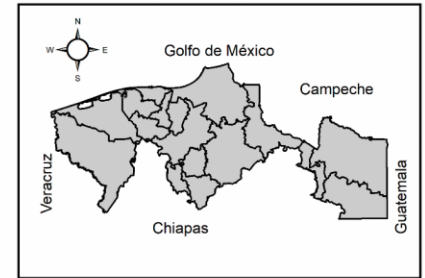 N
W E
S
Golfo de México
Campeche
Veracruz
Guatemala
Chiapas